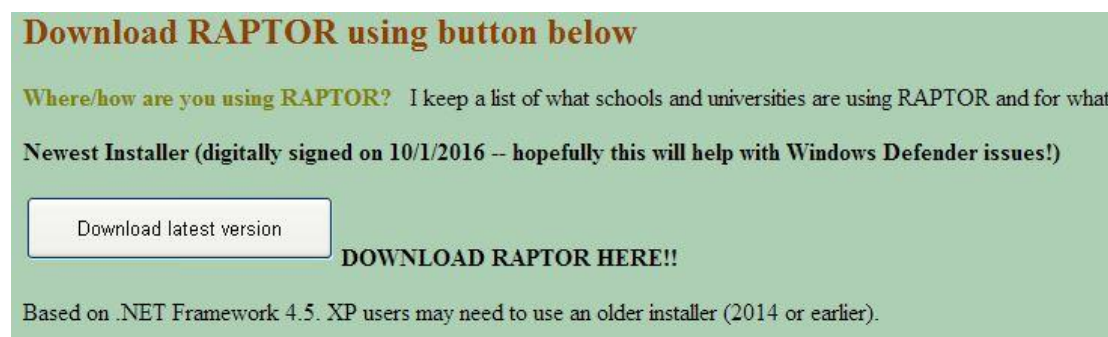 Download RAPTOR using button below
Where/how are you using RAPTOR? I keep a list of what schools and universities are using RAPTOR and for what
Newest Installer (digitally signed on 10/1/2016 -- hopefully this will help with Windows Defender issues!)
Download latest version
DOWNLOAD RAPTOR HERE!!
Based on .NET Framework 4.5. XP users may need to use an older installer (2014 or earlier).